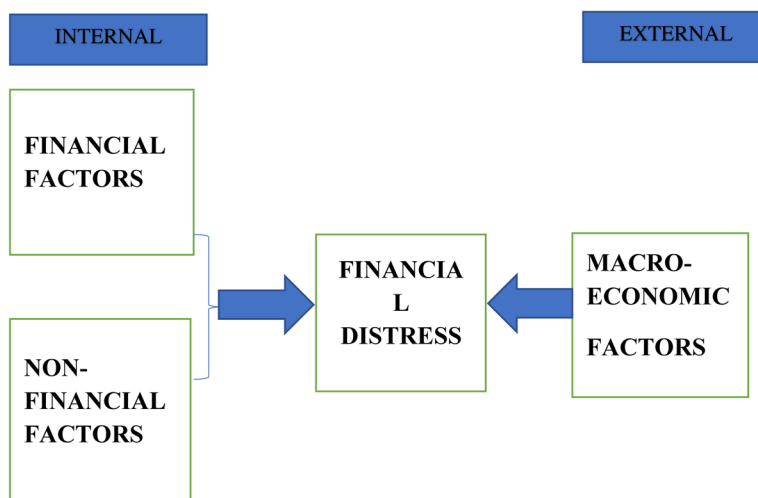 INTERNAL
EXTERNAL
FINANCIAL
FACTORS
FINANCIA
L
DISTRESS
MACRO-
ECONOMIC
FACTORS
NON-
FINANCIAL
FACTORS